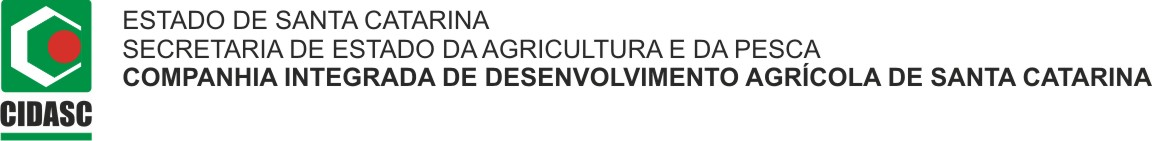 ESTADO DE SANTA CATARINA
SECRETARIA DE ESTADO DA AGRICULTURA E DA PESCA
COMPANHIA INTEGRADA DE DESENVOLVIMENTO AGRÍCOLA DE SANTA CATARINA
CIDASC